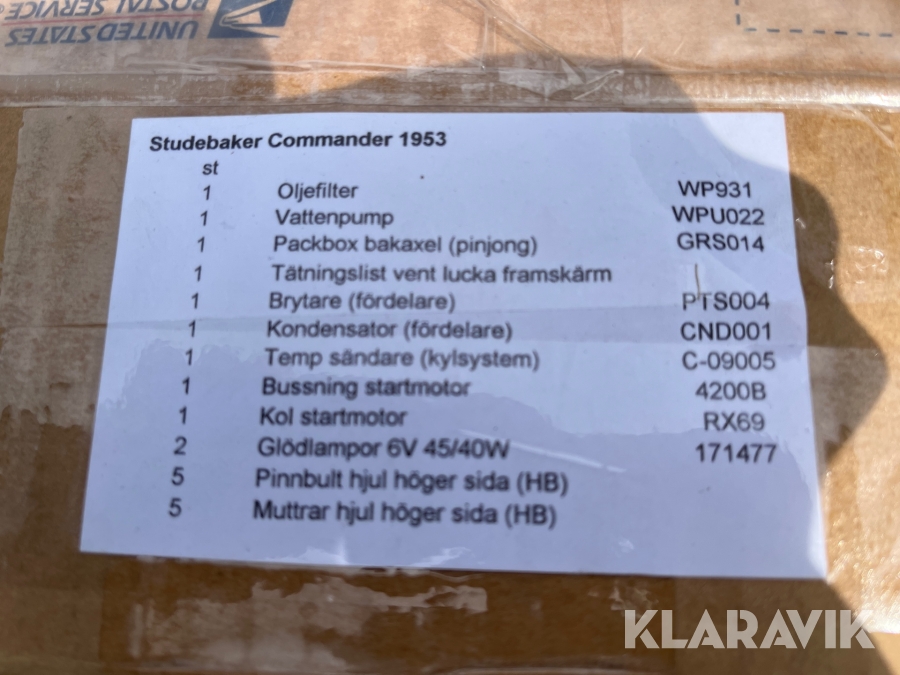 UNITED STATES
POSTAL SERVICE
Studebaker Commander 1953
st
1 Oljefilter WP931
1 Vattenpump WPU022
1 Packbox bakaxel (pinjong) GRS014
1 Tätningslist vent lucka framskärm
1 Brytare (fördelare) PTS004
1 Kondensator (fördelare) CND001
1 Temp sändare (kylsystem) C-09005
1 Bussning startmotor 4200B
1 Kol startmotor RX69
2 Glödlampor 6V 45/40W 171477
5 Pinnbult hjul höger sida (HB)
5 Muttrar hjul höger sida (HB)
KLARAVIK